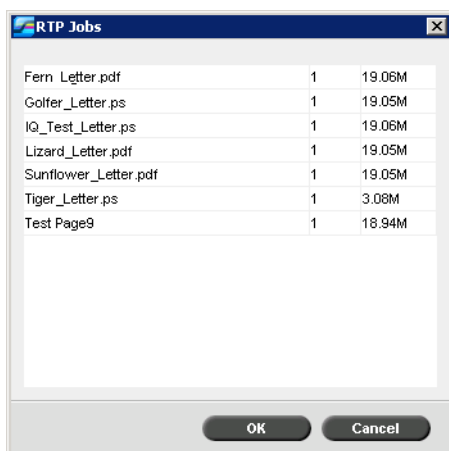 RTP Jobs
Fern Letter.pdf 1 19.06M
Golfer_Letter.ps 1 19.05M
IQ_Test_Letter.ps 1 19.06M
Lizard_Letter.pdf 1 19.05M
Sunflower_Letter.pdf 1 19.05M
Tiger_Letter.ps 1 3.08M
Test Page9 1 18.94M
OK Cancel